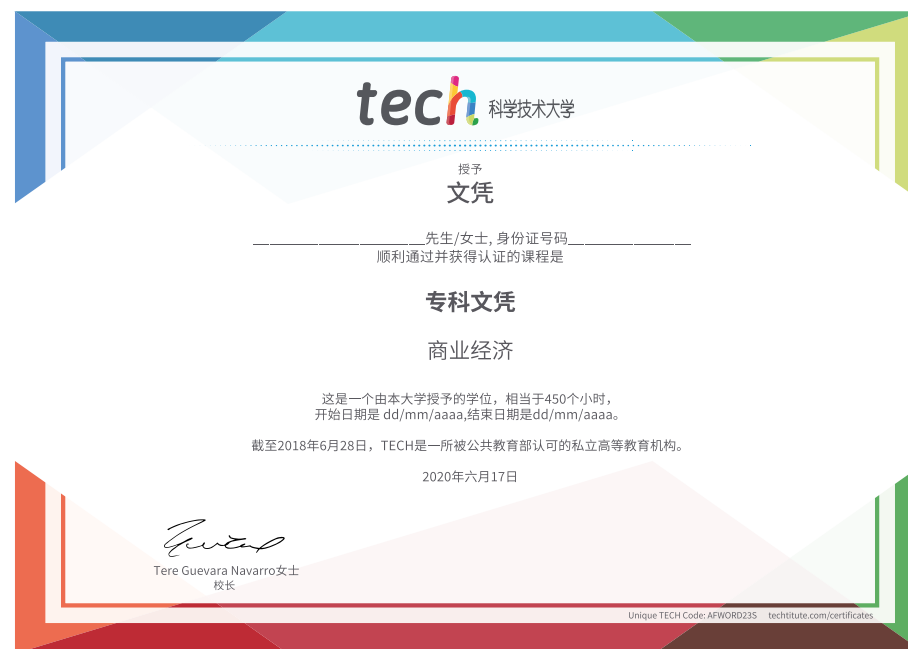 tech 科学技术大学
授予
文凭
_____________________先生/女士, 身份证号码_______________
顺利通过并获得认证的课程是
专科文凭
商业经济
这是一个由本大学授予的学位，相当于450个小时，
开始日期是 dd/mm/aaaa,结束日期是dd/mm/aaaa。
截至2018年6月28日，TECH是一所被公共教育部认可的私立高等教育机构。
2020年六月17日
Tere Guevara Navarro女士
校长
Unique TECH Code: AFWORD23S techtitute.com/certificates